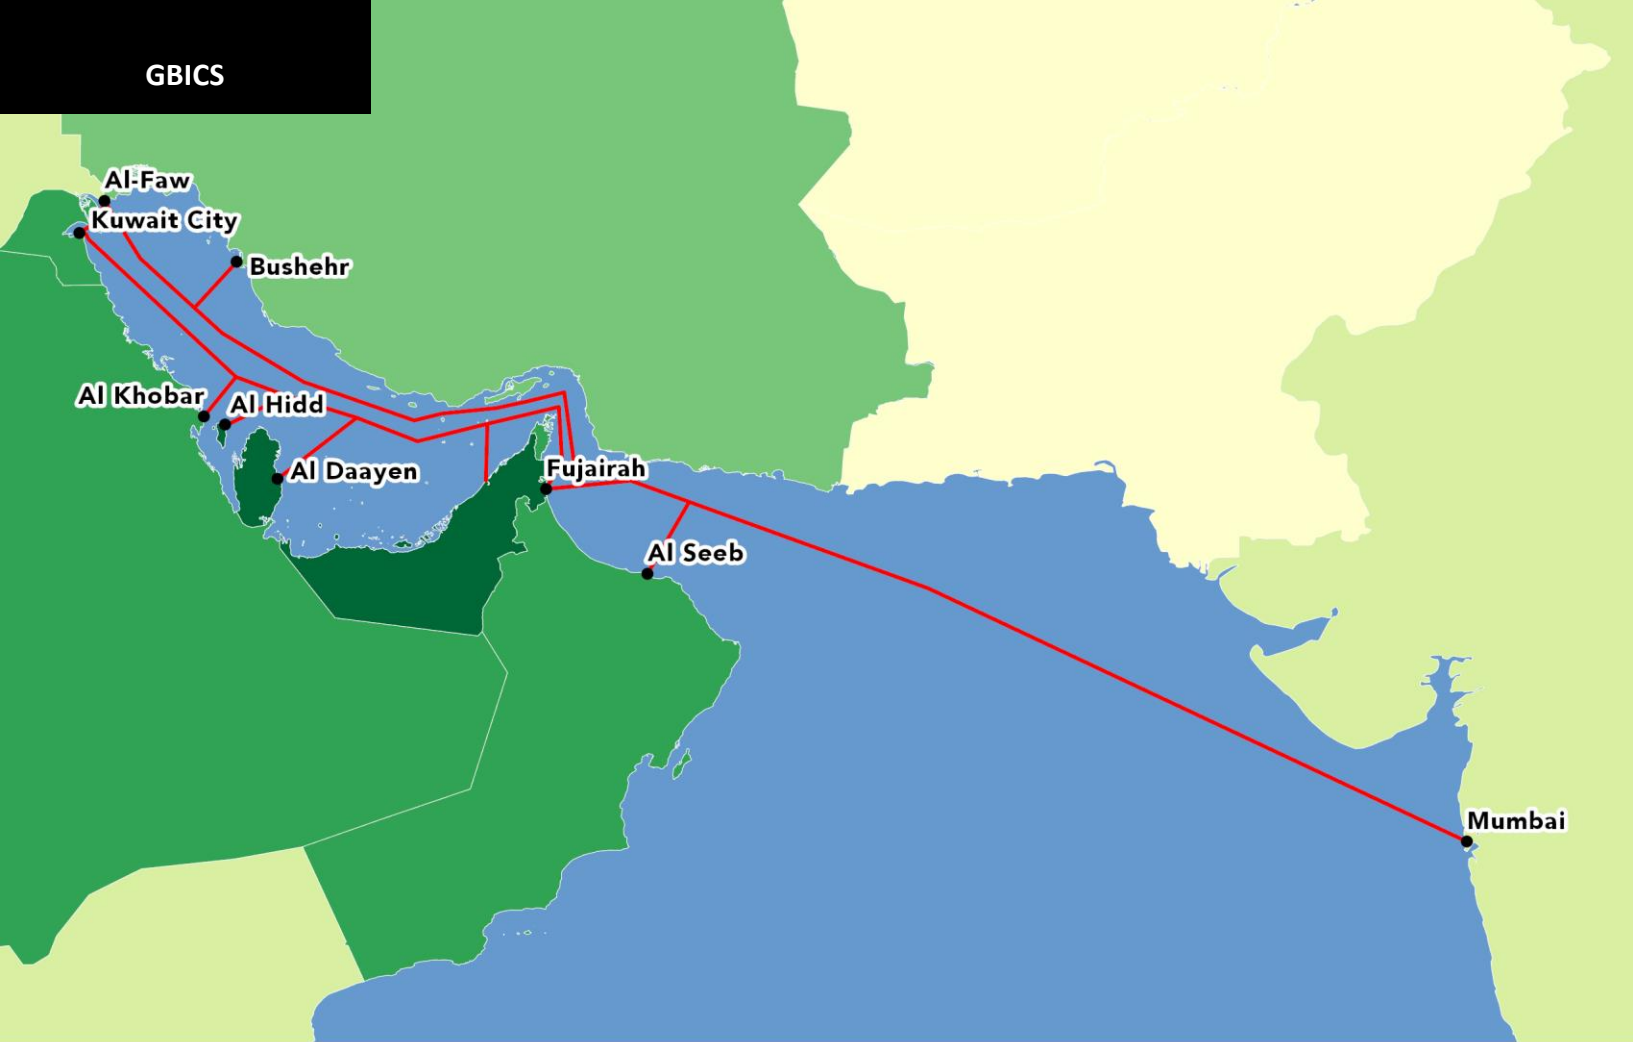 GBICS
Al-Faw
Kuwait City
Bushehr
Al Khobar
Al Hidd
Al Daayen
Fujairah
Al Seeb
Mumbai